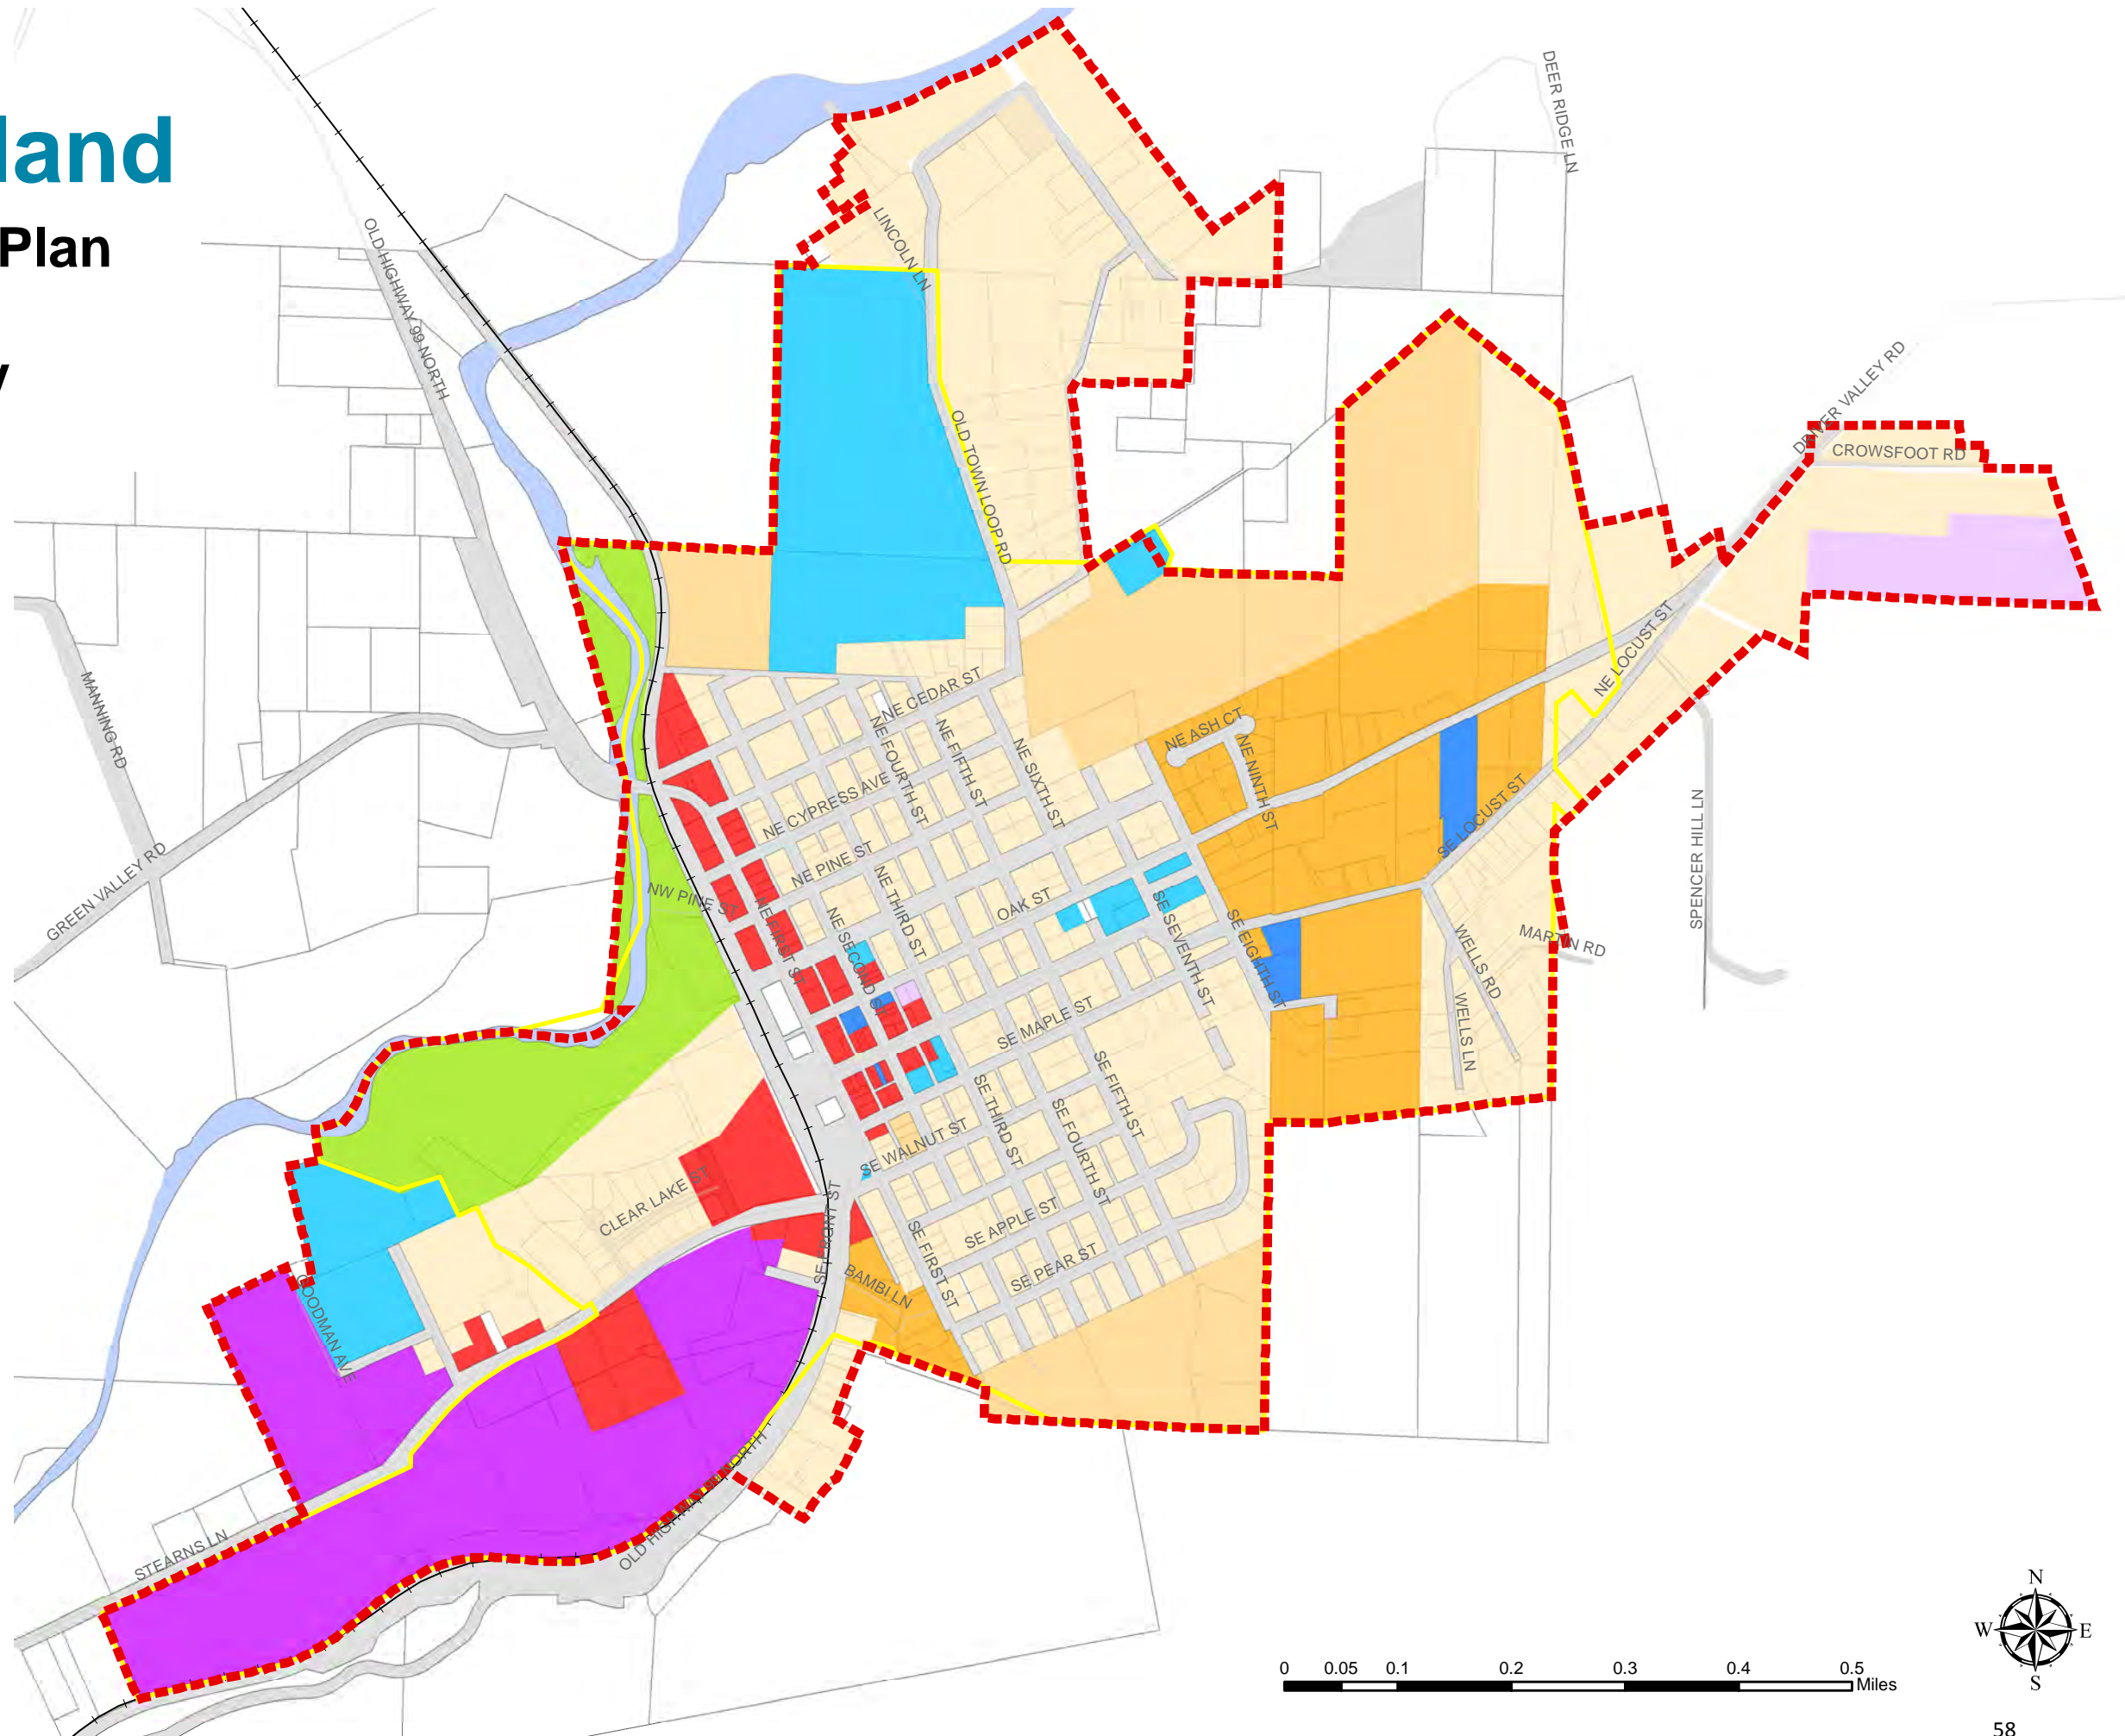 land
Plan
y
DEER RIDGE LN
LINCOLN LN
OLD HIGHWAY 99 NORTH
DRIVER VALLEY RD
CROWSFOOT RD
OLD TOWN LOOP RD
NE LOCUST ST
MANNING RD
NE CEDAR ST
NE ASH CT
NE FOURTH ST
NE FIFTH ST
NE SIXTH ST
NE NINTH ST
NE CYPRESS AVE
SE LOCUST ST
SPENCER HILL LN
GREEN VALLEY RD
NE PINE ST
NW PINE ST
NE THIRD ST
OAK ST
NE FIRST ST
NE SECOND ST
SE SEVENTH ST
SE EIGHTH ST
WELLS RD
MARTIN RD
WELLS LN
SE MAPLE ST
SE FIFTH ST
SE THIRD ST
SE FOURTH ST
SE WALNUT ST
CLEAR LAKE ST
SE FRONT ST
SE APPLE ST
SE FIRST ST
SE PEAR ST
BAMBI LN
GOODMAN AVE
STEARNS LN
N
W E
S
0 0.05 0.1 0.2 0.3 0.4 0.5
Miles
58